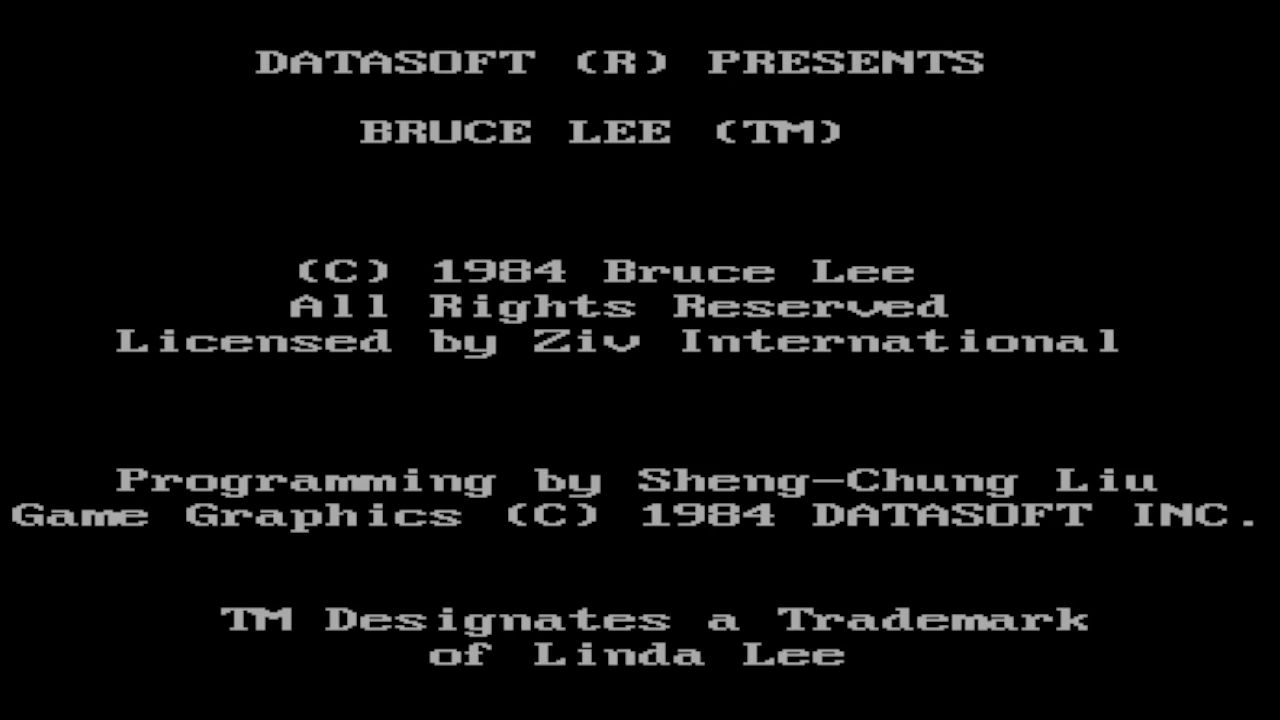 DATASOFT (R) PRESENTS
BRUCE LEE (TM)
(C) 1984 Bruce Lee
All Rights Reserved
Licensed by Ziv International
Programming by Sheng-Chung Liu
Game Graphics (C) 1984 DATASOFT INC.
TM Designates a Trademark
of Linda Lee